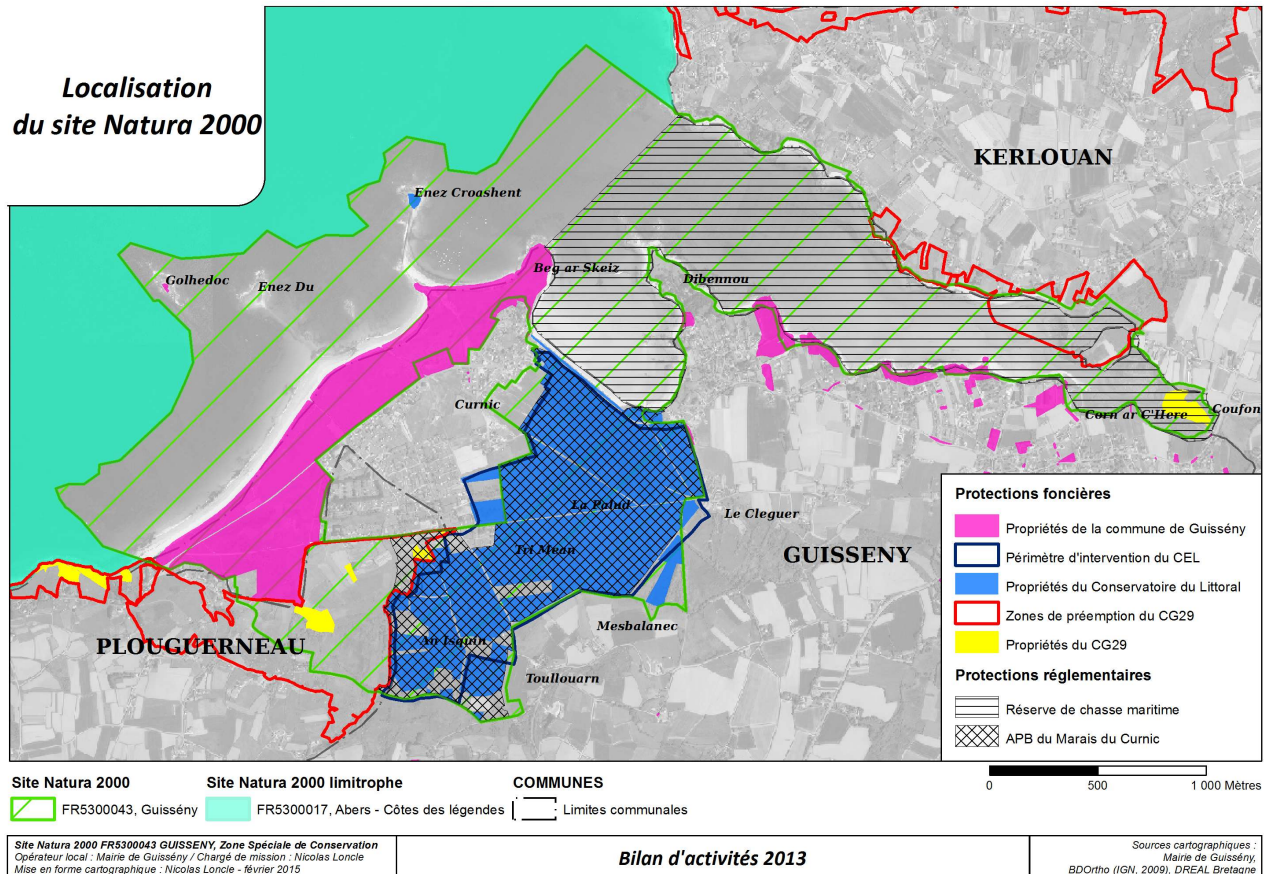 Localisation
du site Natura 2000
KERLOUAN
Enez Croashent
Beg ar Skeiz
Golhedoc
Enez Du
Dibennou
Curnic
Corn ar C'Here
Coufon
La Palud
Le Cleguer
Tri Mean
GUISSENY
Mesbalanec
PLOUGUERNEAU
An Isquin
Toullouarn
Protections foncières
Propriétés de la commune de Guissény
Périmètre d'intervention du CEL
Propriétés du Conservatoire du Littoral
Zones de préemption du CG29
Propriétés du CG29
Protections réglementaires
Réserve de chasse maritime
APB du Marais du Curnic
Site Natura 2000
FR5300043, Guissény
Site Natura 2000 limitrophe
FR5300017, Abers - Côtes des légendes
COMMUNES
Limites communales
0 500 1 000 Mètres
Site Natura 2000 FR5300043 GUISSENY, Zone Spéciale de Conservation
Opérateur local : Mairie de Guissény / Chargé de mission : Nicolas Loncle
Mise en forme cartographique : Nicolas Loncle - février 2015
Bilan d'activités 2013
Sources cartographiques :
Mairie de Guissény,
BDOrtho (IGN, 2009), DREAL Bretagne